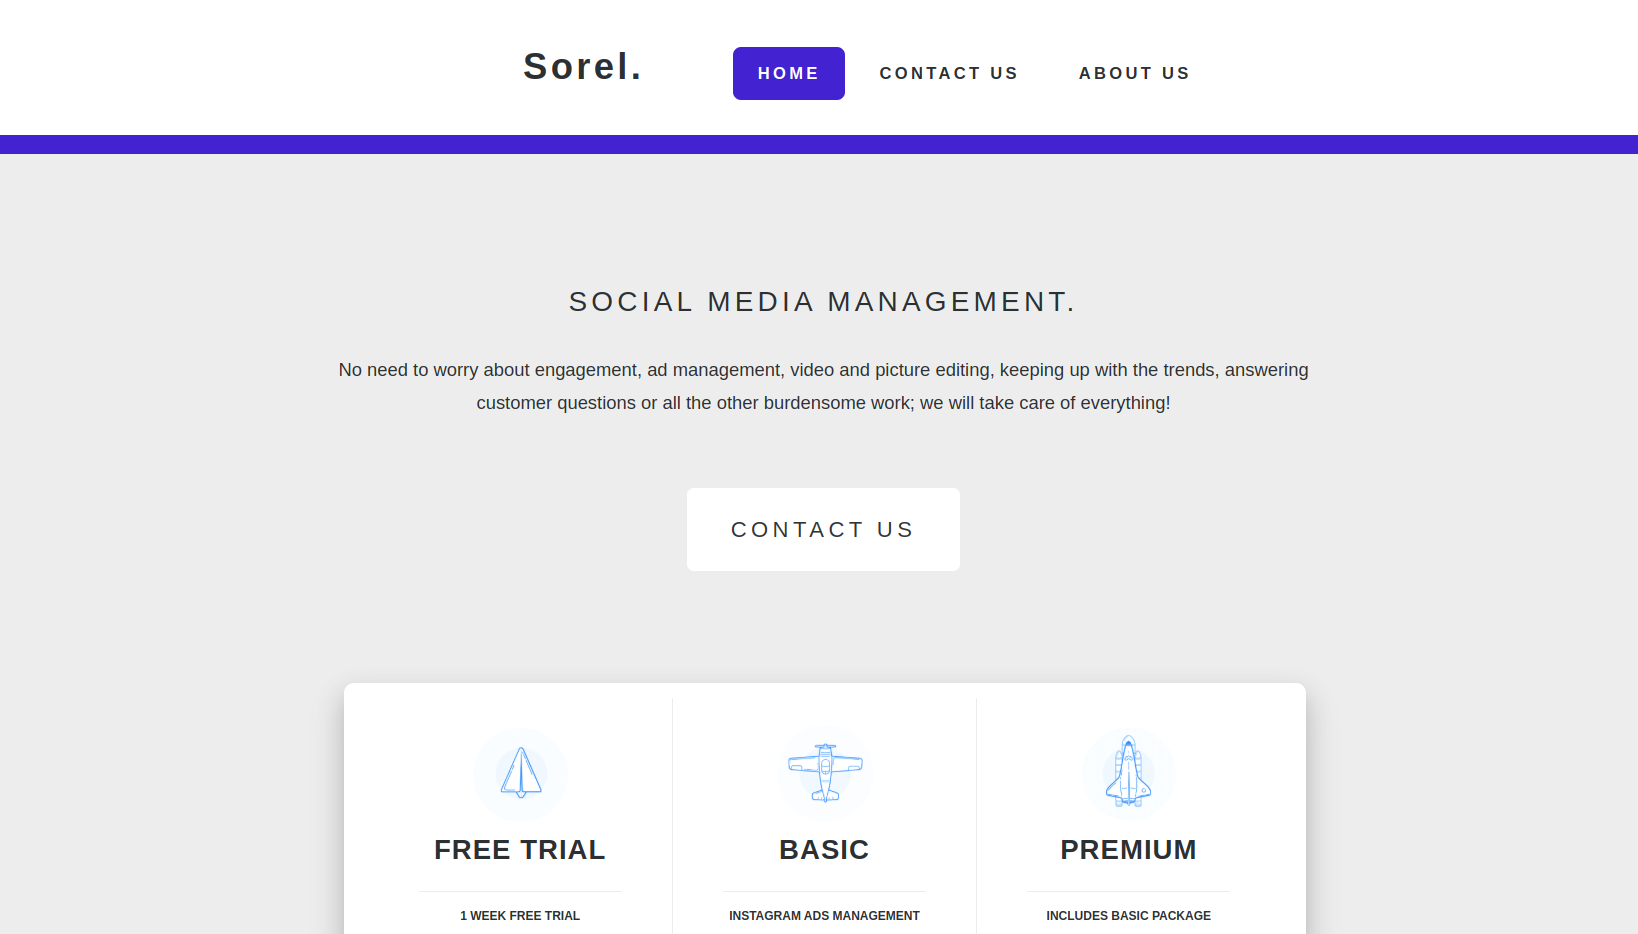 Sorel.
HOME
CONTACT US
ABOUT US
SOCIAL MEDIA MANAGEMENT.
No need to worry about engagement, ad management, video and picture editing, keeping up with the trends, answering
customer questions or all the other burdensome work; we will take care of everything!
CONTACT US
FREE TRIAL
1 WEEK FREE TRIAL
BASIC
INSTAGRAM ADS MANAGEMENT
PREMIUM
INCLUDES BASIC PACKAGE